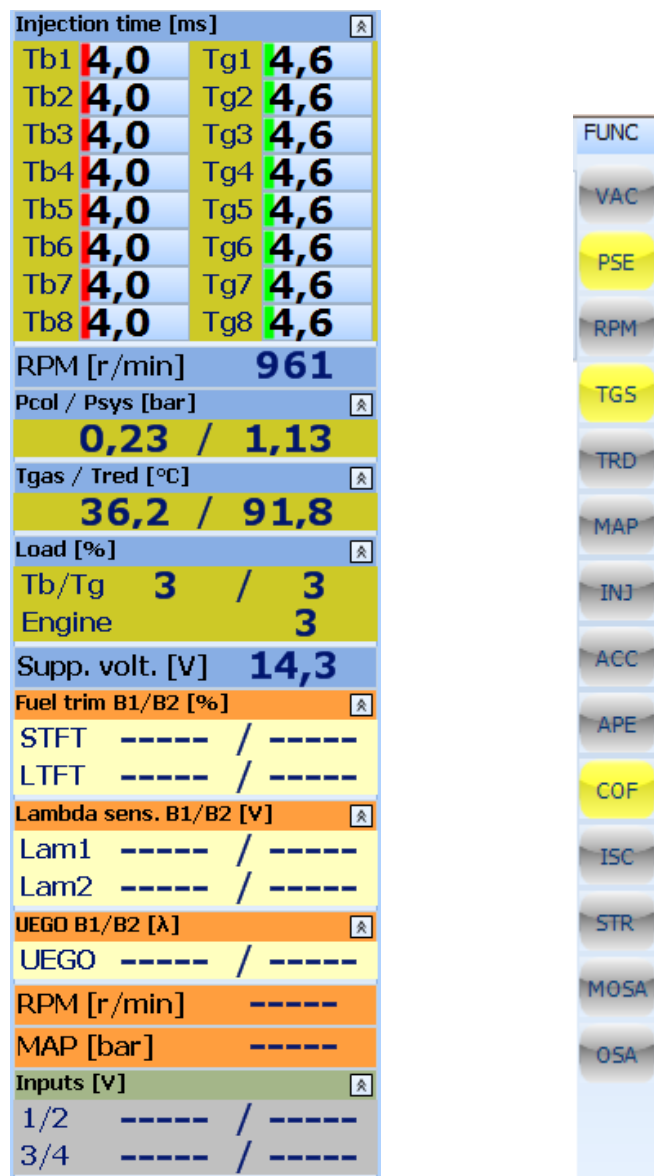 Injection time [ms]
Tb1 4,0 Tg1 4,6
Tb2 4,0 Tg2 4,6
Tb3 4,0 Tg3 4,6
Tb4 4,0 Tg4 4,6
Tb5 4,0 Tg5 4,6
Tb6 4,0 Tg6 4,6
Tb7 4,0 Tg7 4,6
Tb8 4,0 Tg8 4,6
RPM [r/min] 961
Pcol / Psys [bar]
0,23 / 1,13
Tgas / Tred [°C]
36,2 / 91,8
Load [%]
Tb/Tg 3 / 3
Engine 3
Supp. volt. [V] 14,3
Fuel trim B1/B2 [%]
STFT ----- / -----
LTFT ----- / -----
Lambda sens. B1/B2 [V]
Lam1 ----- / -----
Lam2 ----- / -----
UEGO B1/B2 [λ]
UEGO ----- / -----
RPM [r/min] -----
MAP [bar] -----
Inputs [V]
1/2 ----- / -----
3/4 ----- / -----
FUNC
VAC
PSE
RPM
TGS
TRD
MAP
INJ
ACC
APE
COF
ISC
STR
MOSA
OSA